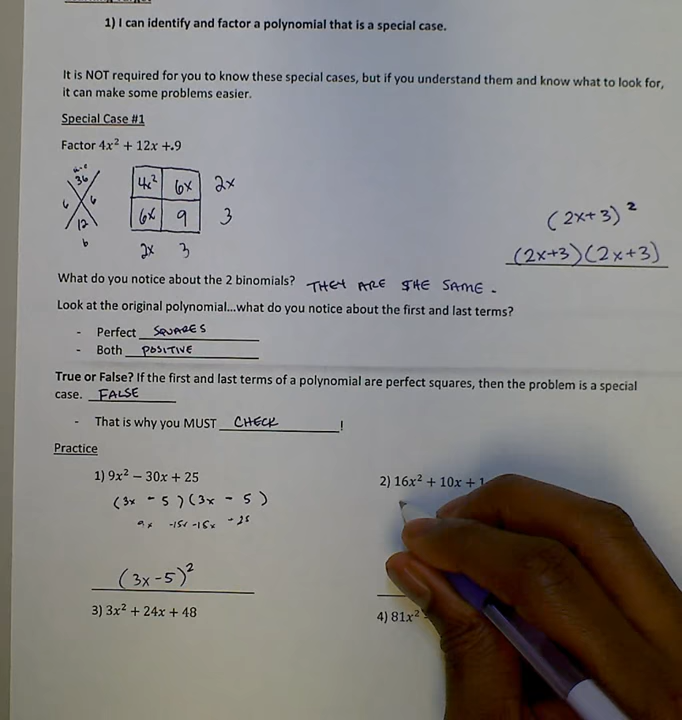 1) I can identify and factor a polynomial that is a special case.
It is NOT required for you to know these special cases, but if you understand them and know what to look for,
it can make some problems easier.
Special Case #1
Factor 4x² + 12x +.9
a·c
36
6 6
12
b
4x² 6x 2x
6x 9 3
2x 3
(2x+3)²
(2x+3)(2x+3)
What do you notice about the 2 binomials? THEY ARE THE SAME.
Look at the original polynomial...what do you notice about the first and last terms?
- Perfect SQUARES
- Both POSITIVE
True or False? If the first and last terms of a polynomial are perfect squares, then the problem is a special
case. FALSE
- That is why you MUST CHECK !
Practice
1) 9x² – 30x + 25
(3x - 5)(3x - 5)
9x -15x -15x +25
(3x-5)²
2) 16x² + 10x + 1
3) 3x² + 24x + 48
4) 81x²